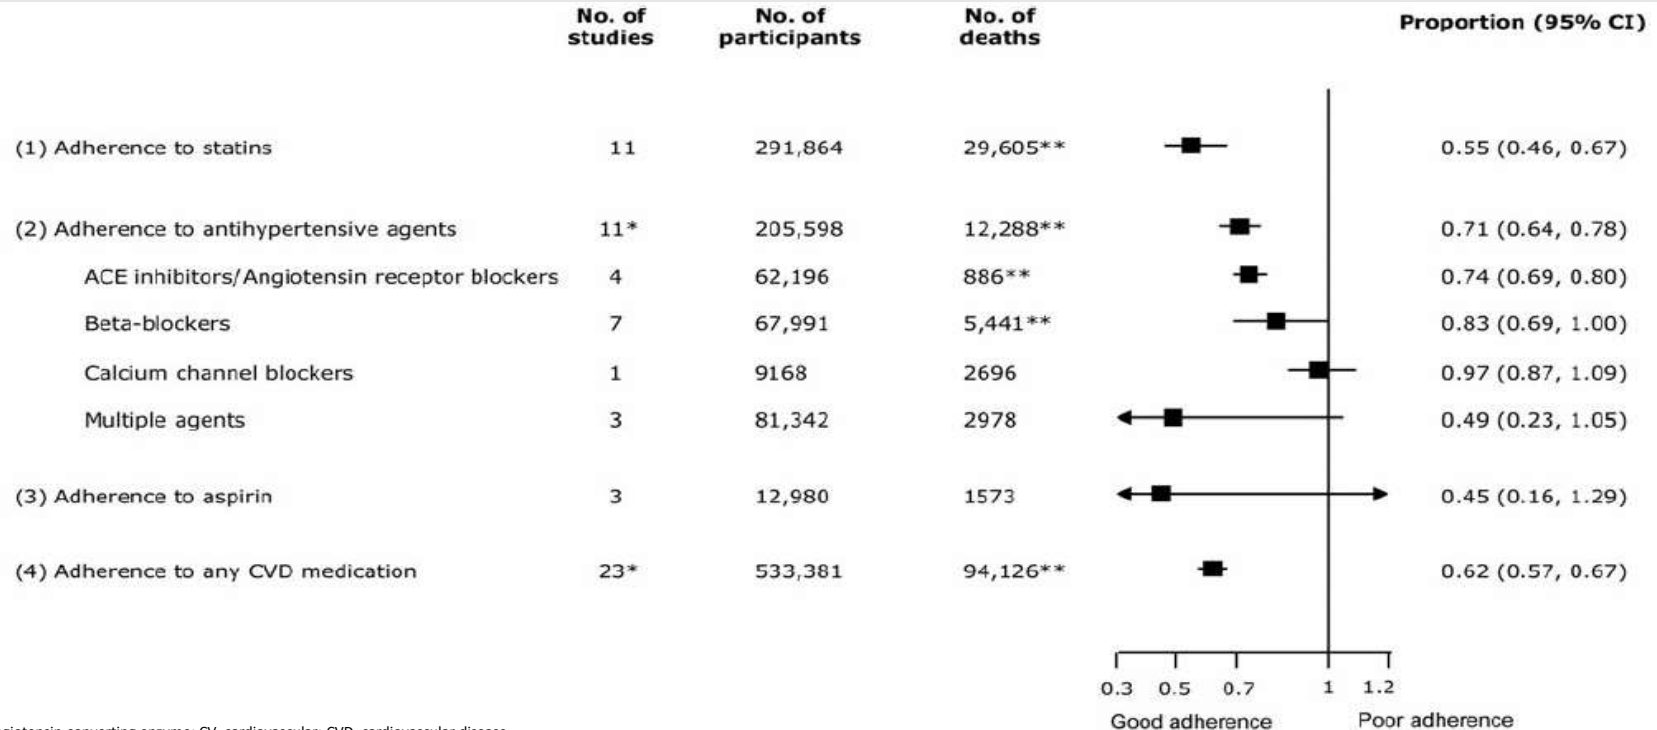 No. of studies No. of participants No. of deaths Proportion (95% CI)
(1) Adherence to statins 11 291,864 29,605** 0.55 (0.46, 0.67)
(2) Adherence to antihypertensive agents 11* 205,598 12,288** 0.71 (0.64, 0.78)
ACE inhibitors/Angiotensin receptor blockers 4 62,196 886** 0.74 (0.69, 0.80)
Beta-blockers 7 67,991 5,441** 0.83 (0.69, 1.00)
Calcium channel blockers 1 9168 2696 0.97 (0.87, 1.09)
Multiple agents 3 81,342 2978 0.49 (0.23, 1.05)
(3) Adherence to aspirin 3 12,980 1573 0.45 (0.16, 1.29)
(4) Adherence to any CVD medication 23* 533,381 94,126** 0.62 (0.57, 0.67)
0.3 0.5 0.7 1 1.2
Good adherence Poor adherence